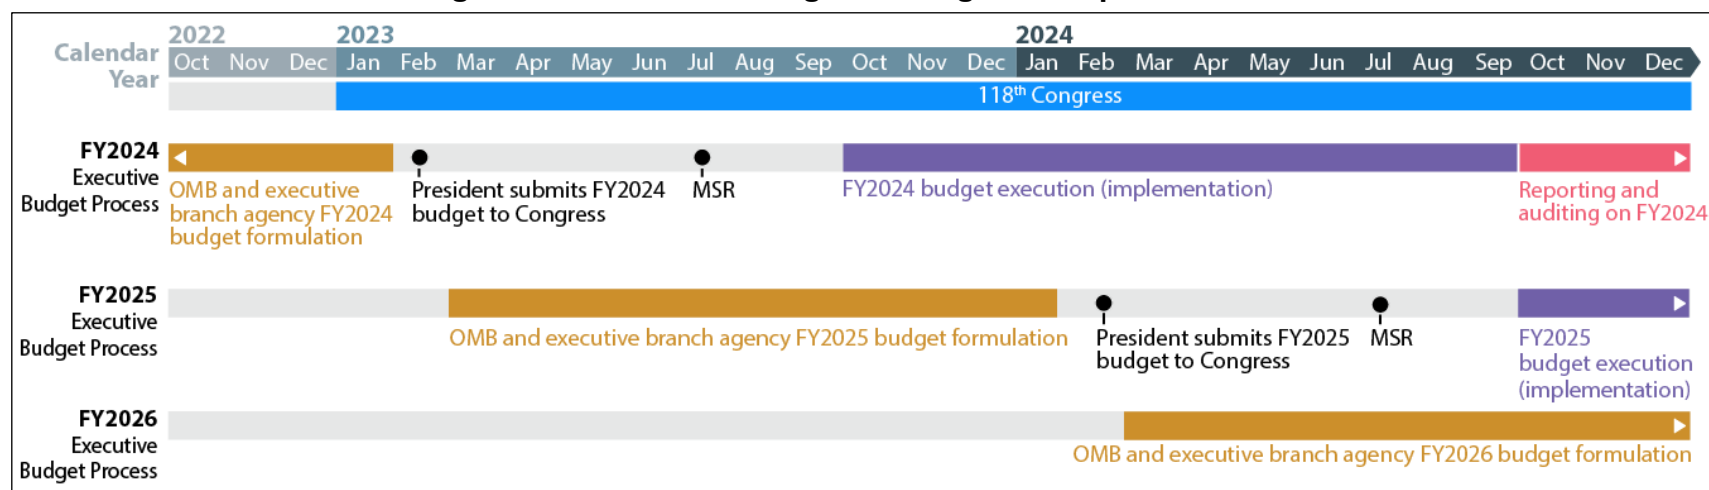 2022 2023 2024
Calendar Year
Oct Nov Dec Jan Feb Mar Apr May Jun Jul Aug Sep Oct Nov Dec Jan Feb Mar Apr May Jun Jul Aug Sep Oct Nov Dec
118th Congress
FY2024
Executive
Budget Process
OMB and executive
branch agency FY2024
budget formulation
President submits FY2024
budget to Congress
MSR
FY2024 budget execution (implementation)
Reporting and
auditing on FY2024
FY2025
Executive
Budget Process
OMB and executive branch agency FY2025 budget formulation
President submits FY2025
budget to Congress
MSR
FY2025
budget execution
(implementation)
FY2026
Executive
Budget Process
OMB and executive branch agency FY2026 budget formulation